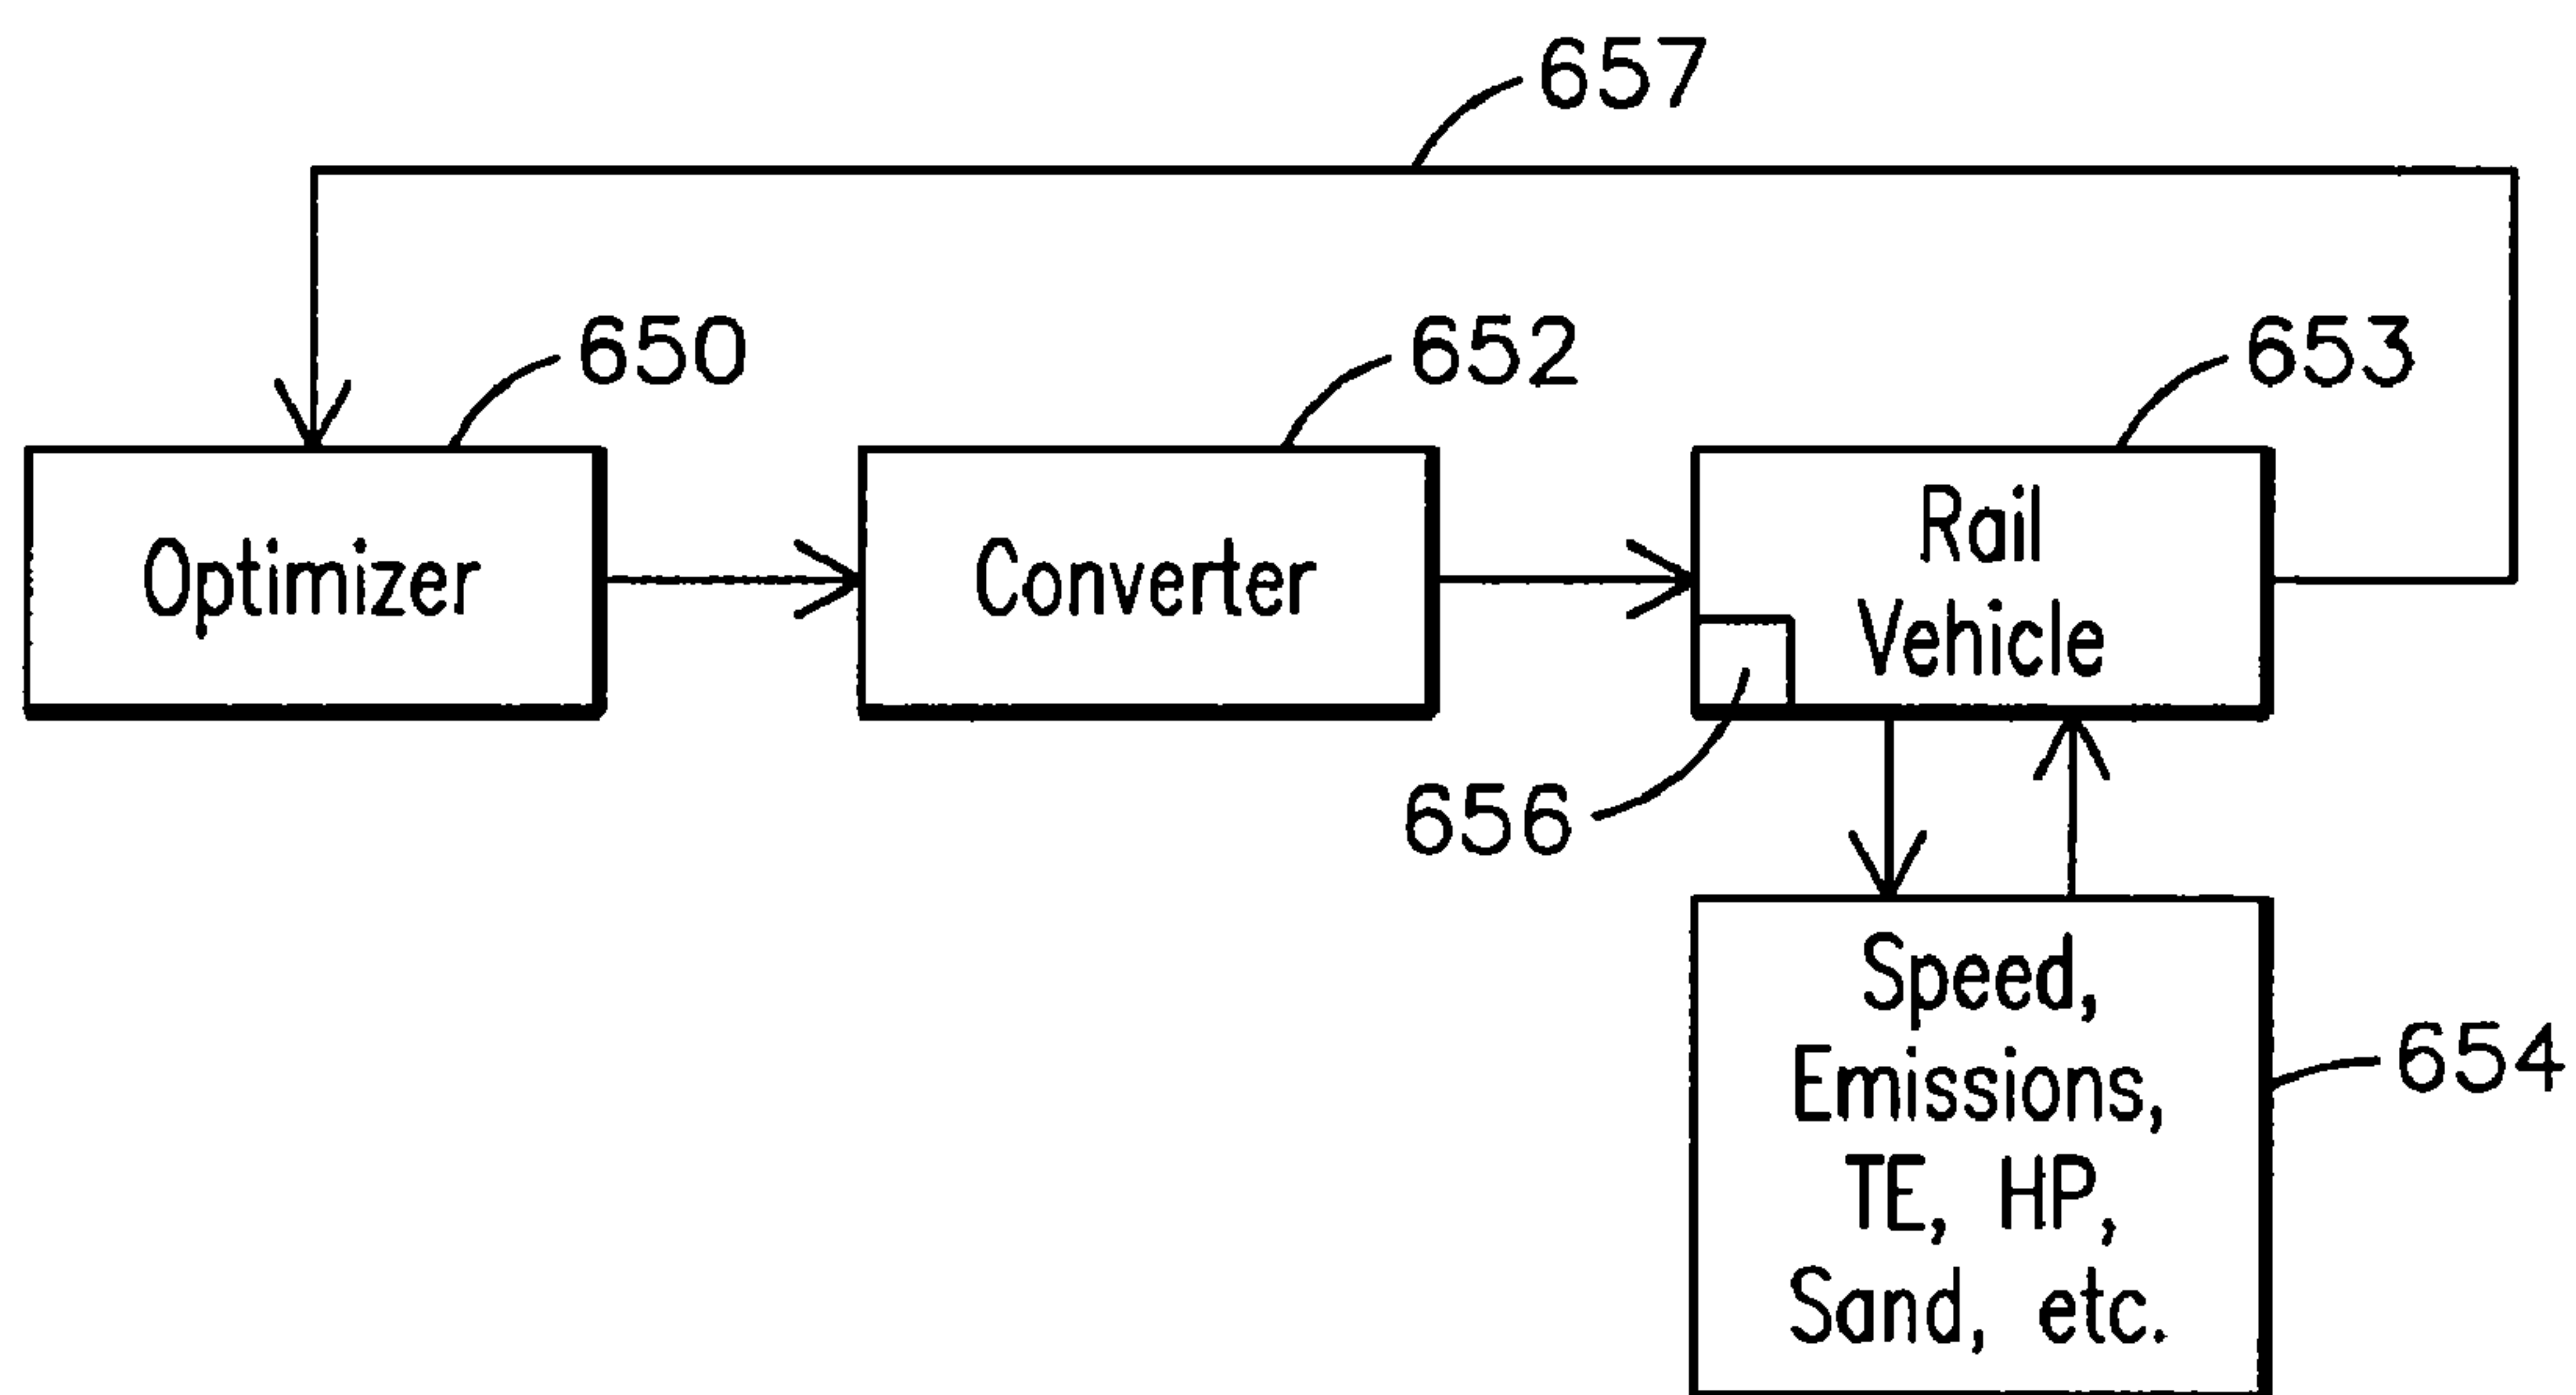 657
650
652
653
Optimizer
Converter
Rail
Vehicle
656
Speed,
Emissions,
TE, HP,
Sand, etc.
654